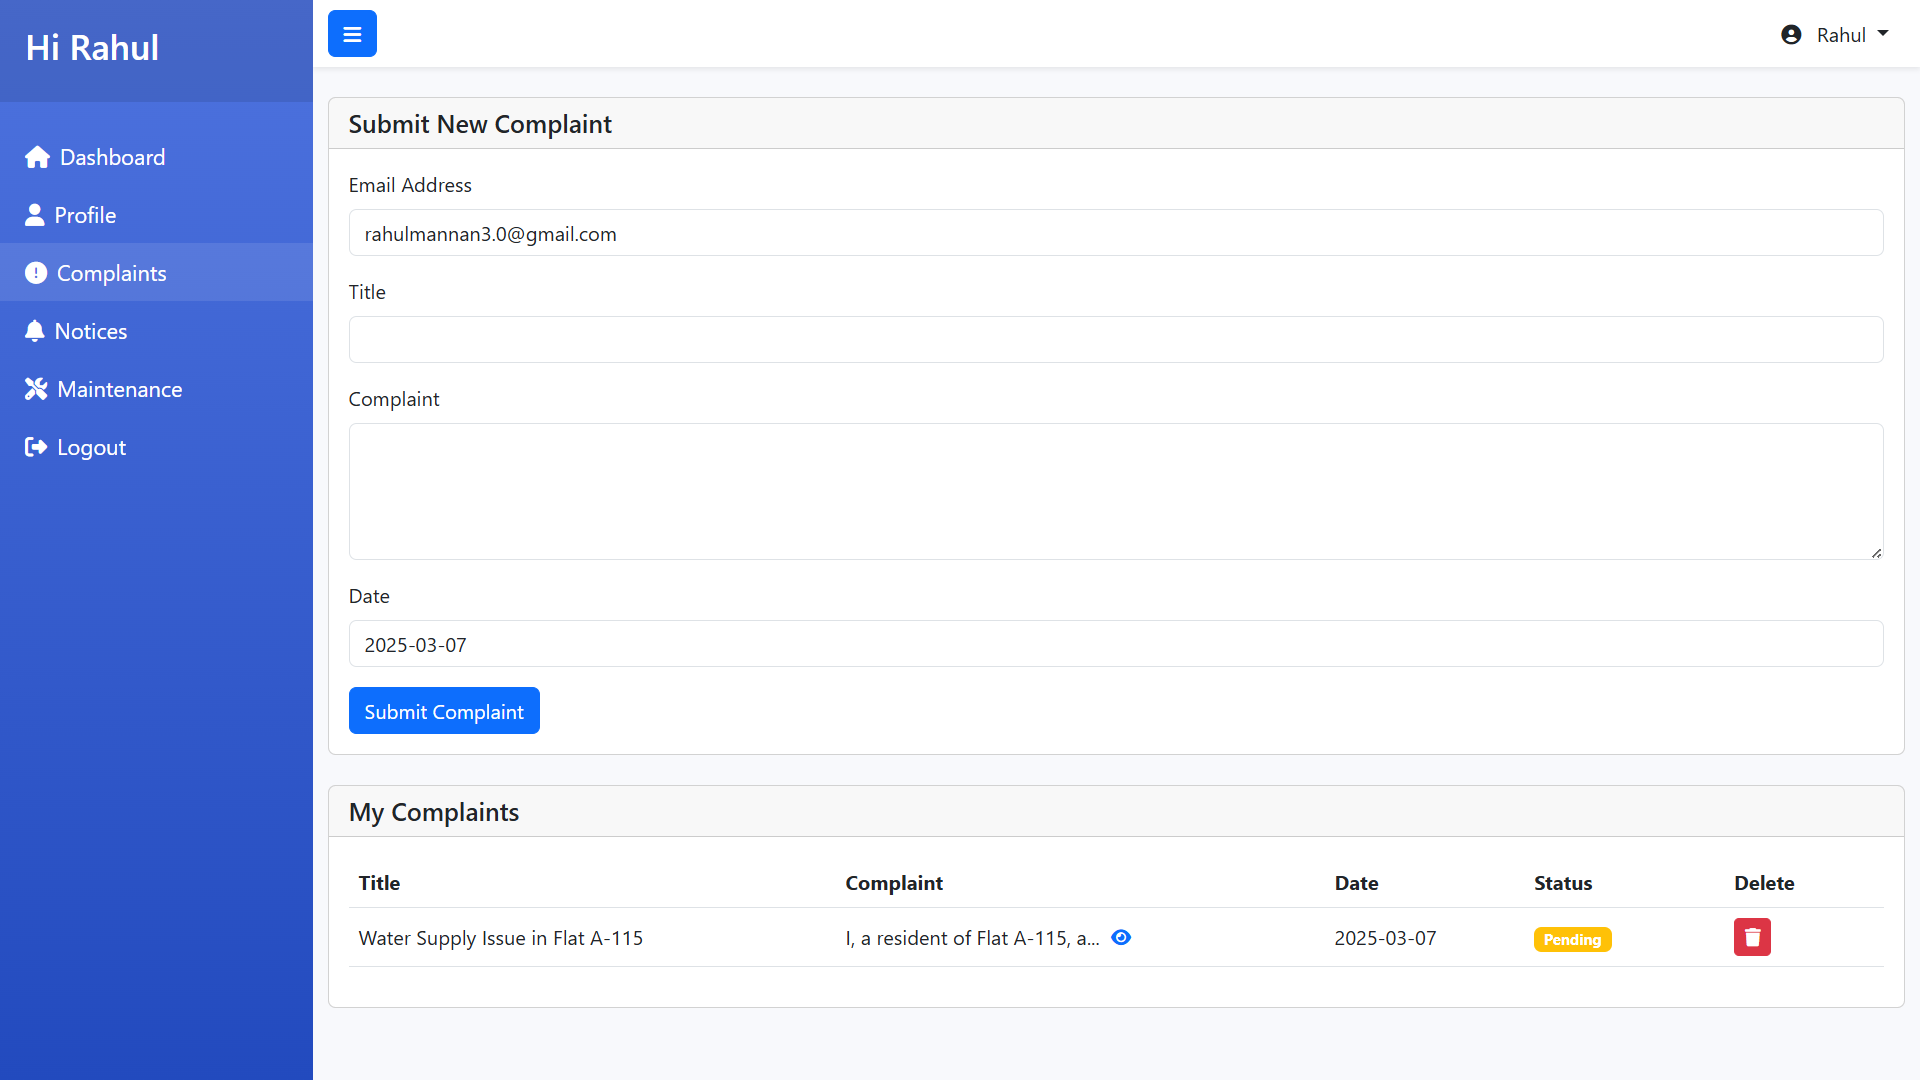 Hi Rahul
Rahul
Dashboard
Profile
Complaints
Notices
Maintenance
Logout
Submit New Complaint
Email Address
rahulmannan3.0@gmail.com
Title
Complaint
Date
2025-03-07
Submit Complaint
My Complaints
Title Complaint Date Status Delete
Water Supply Issue in Flat A-115 I, a resident of Flat A-115, a... 2025-03-07 Pending